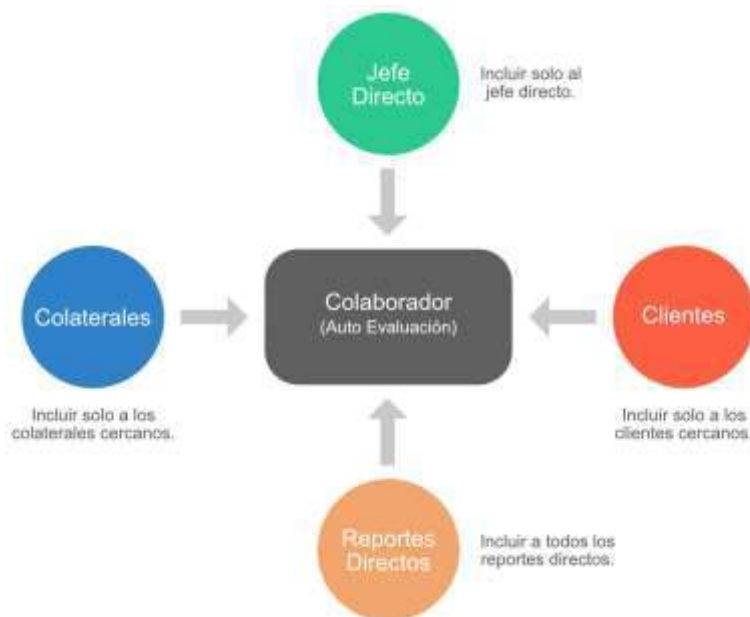 Jefe
Directo
Incluir solo al
jefe directo.
Colaterales
Incluir solo a los
colaterales cercanos.
Colaborador
(Auto Evaluación)
Clientes
Incluir solo a los
clientes cercanos.
Reportes
Directos
Incluir a todos los
reportes directos.